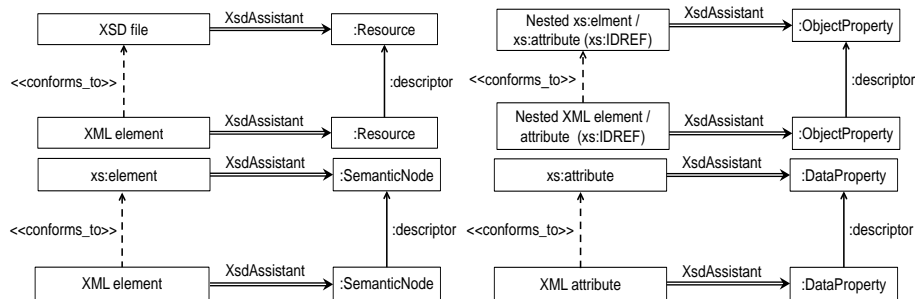 XSD file
XsdAssistant
:Resource
<<conforms_to>>
:descriptor
XML element
XsdAssistant
:Resource
xs:element
XsdAssistant
:SemanticNode
<<conforms_to>>
:descriptor
XML element
XsdAssistant
:SemanticNode
Nested xs:elment /
xs:attribute (xs:IDREF)
XsdAssistant
:ObjectProperty
<<conforms_to>>
:descriptor
Nested XML element /
attribute (xs:IDREF)
XsdAssistant
:ObjectProperty
xs:attribute
XsdAssistant
:DataProperty
<<conforms_to>>
:descriptor
XML attribute
XsdAssistant
:DataProperty